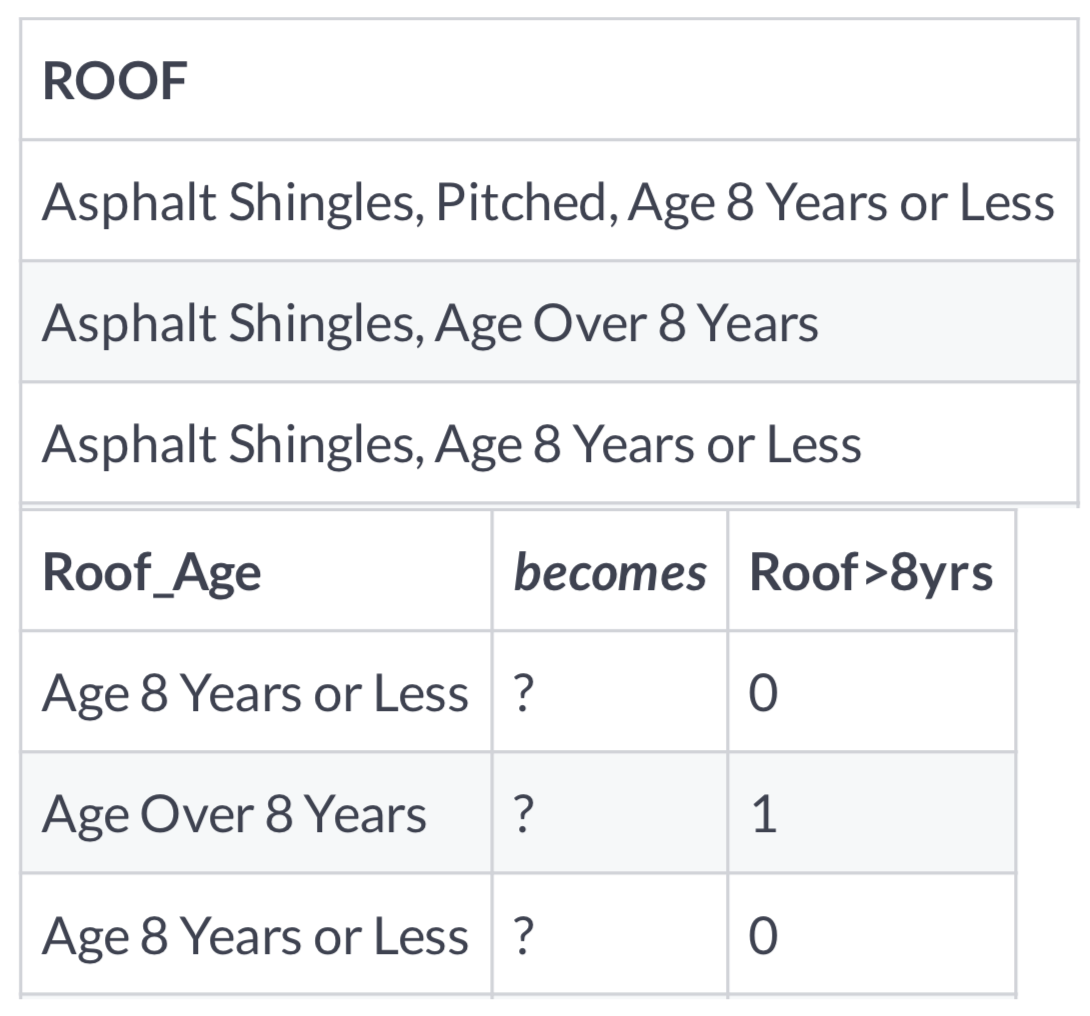 ROOF
Asphalt Shingles, Pitched, Age 8 Years or Less
Asphalt Shingles, Age Over 8 Years
Asphalt Shingles, Age 8 Years or Less
Roof_Age becomes Roof>8yrs
Age 8 Years or Less ? 0
Age Over 8 Years ? 1
Age 8 Years or Less ? 0